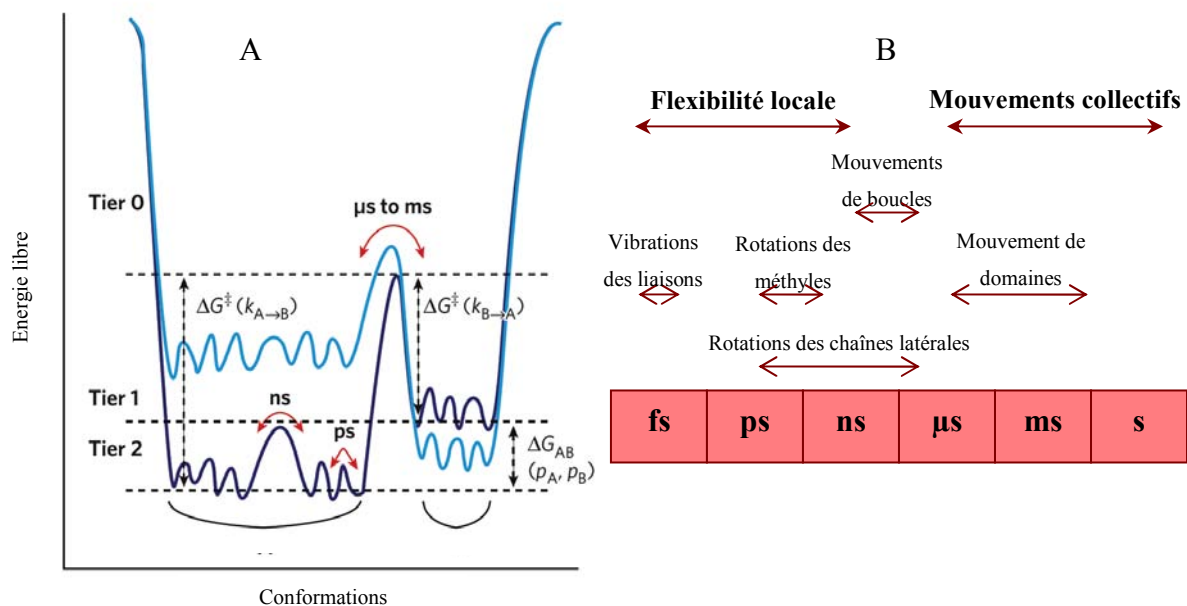 A
Energie libre
Tier 0
µs to ms
ΔG‡(kA→B)
ΔG‡(kB→A)
Tier 1
ns
Tier 2
ps
ΔGAB
(pA, pB)
Conformations
B
Flexibilité locale
Mouvements collectifs
Mouvements
de boucles
Vibrations
des liaisons
Rotations des
méthyles
Mouvement de
domaines
Rotations des chaînes latérales
fs ps ns µs ms s